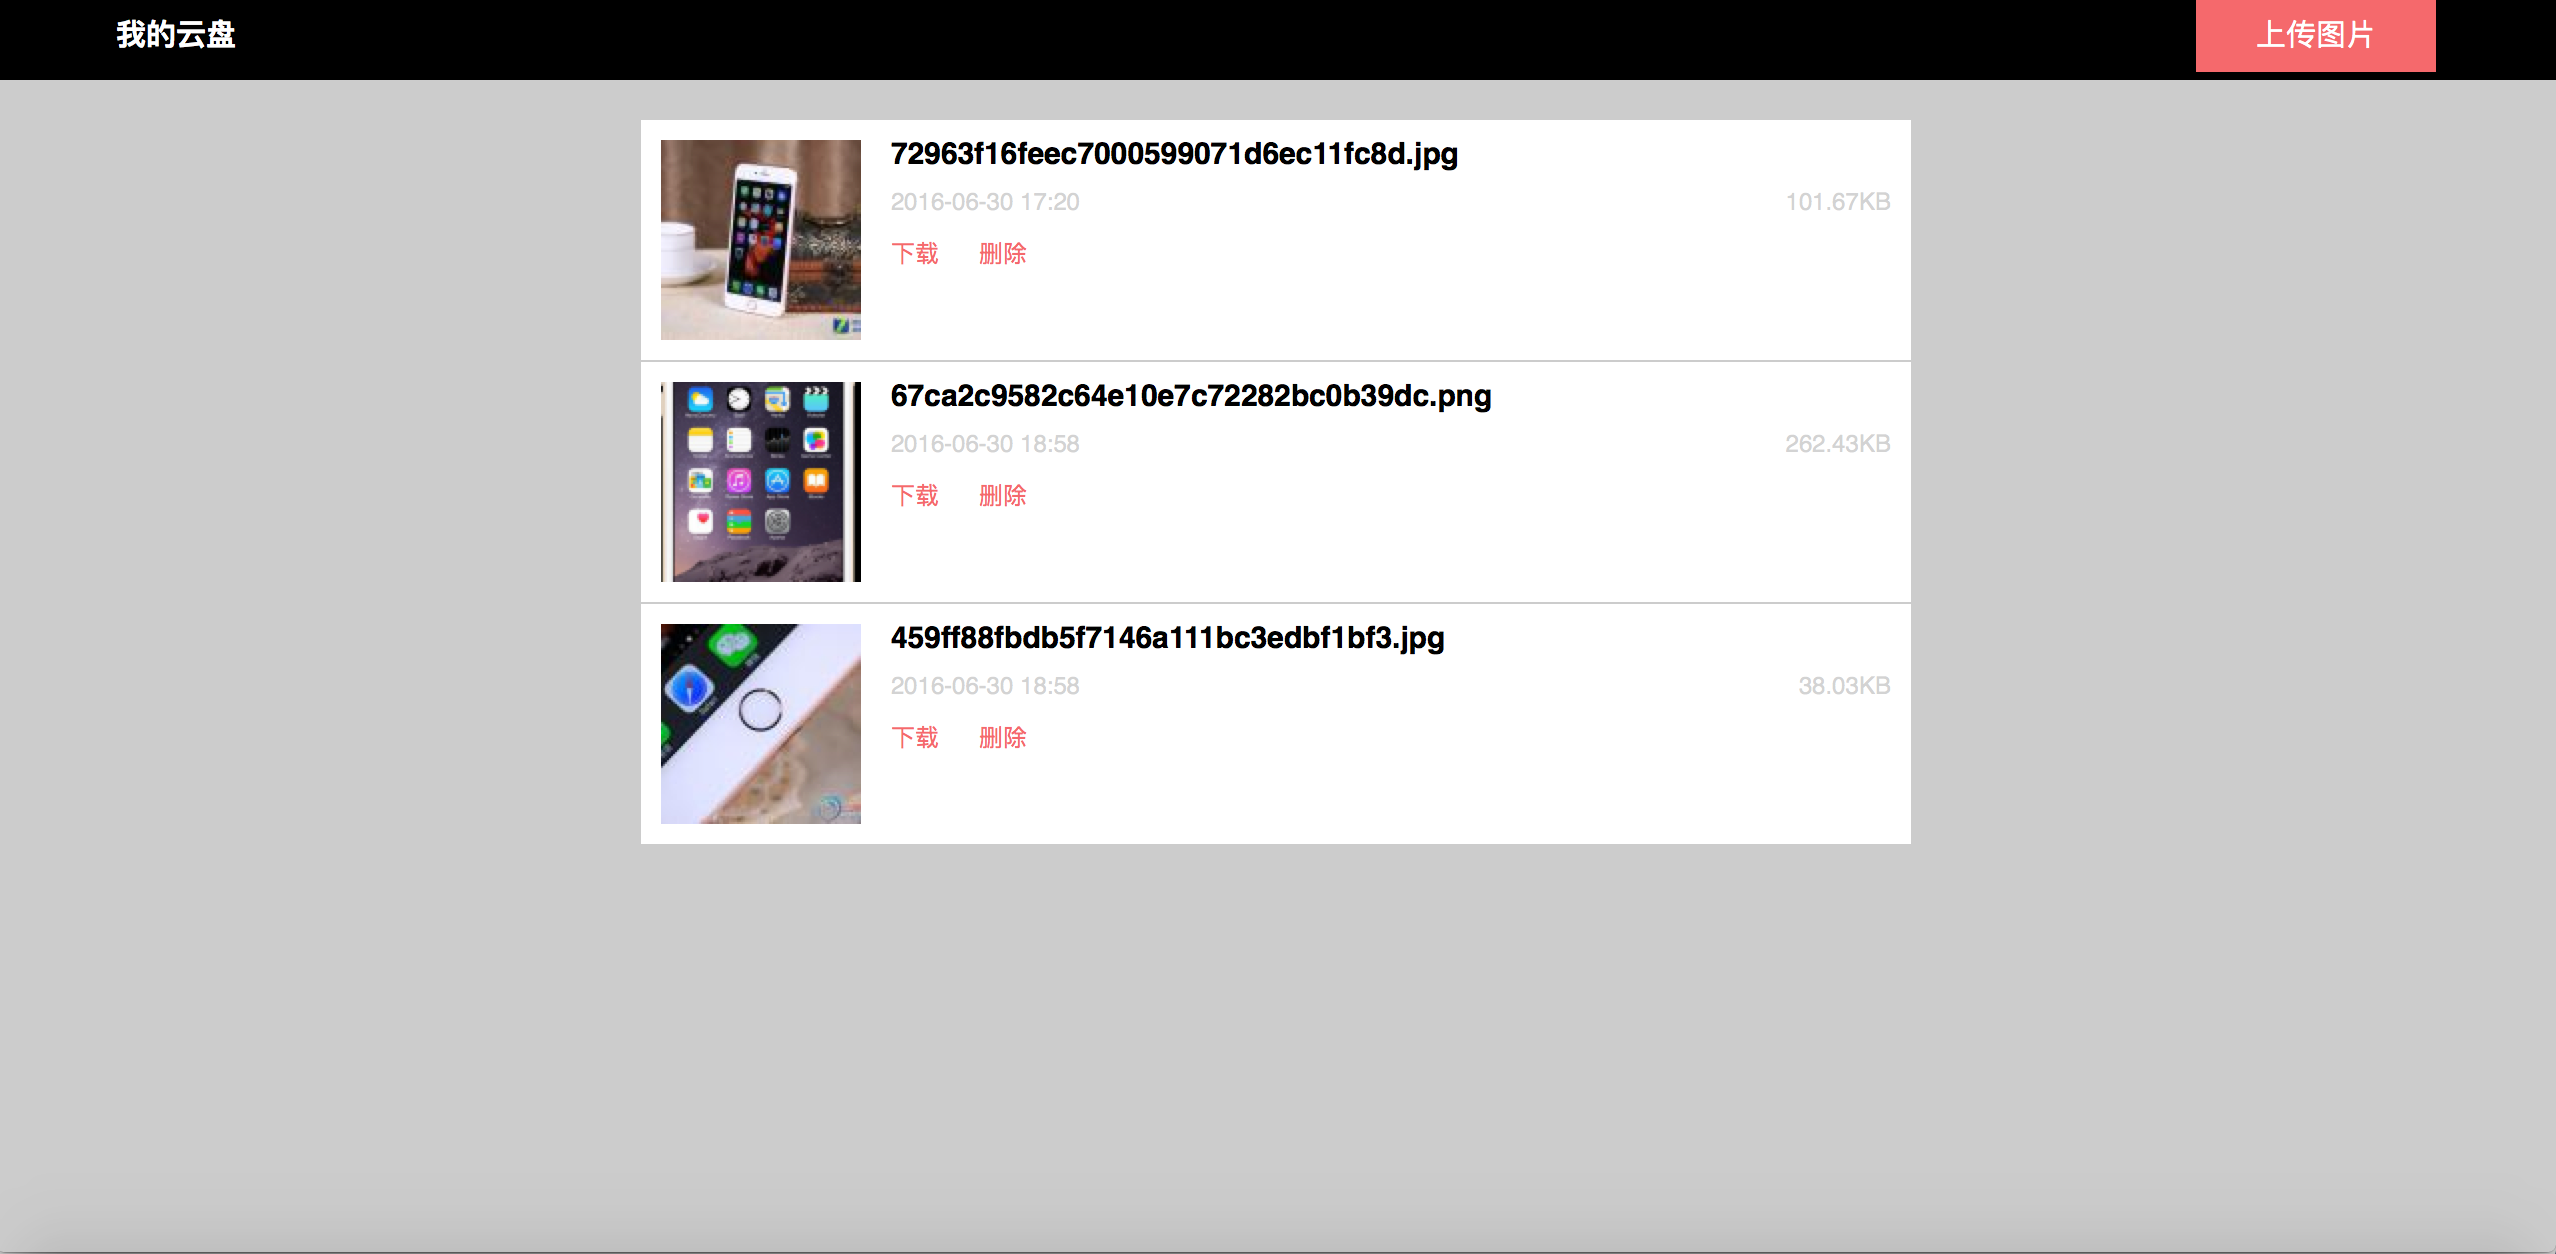 我的云盘
上传图片
72963f16feec7000599071d6ec11fc8d.jpg
2016-06-30 17:20
101.67KB
下载 删除
67ca2c9582c64e10e7c72282bc0b39dc.png
2016-06-30 18:58
262.43KB
下载 删除
459ff88fbdb5f7146a111bc3edbf1bf3.jpg
2016-06-30 18:58
38.03KB
下载 删除